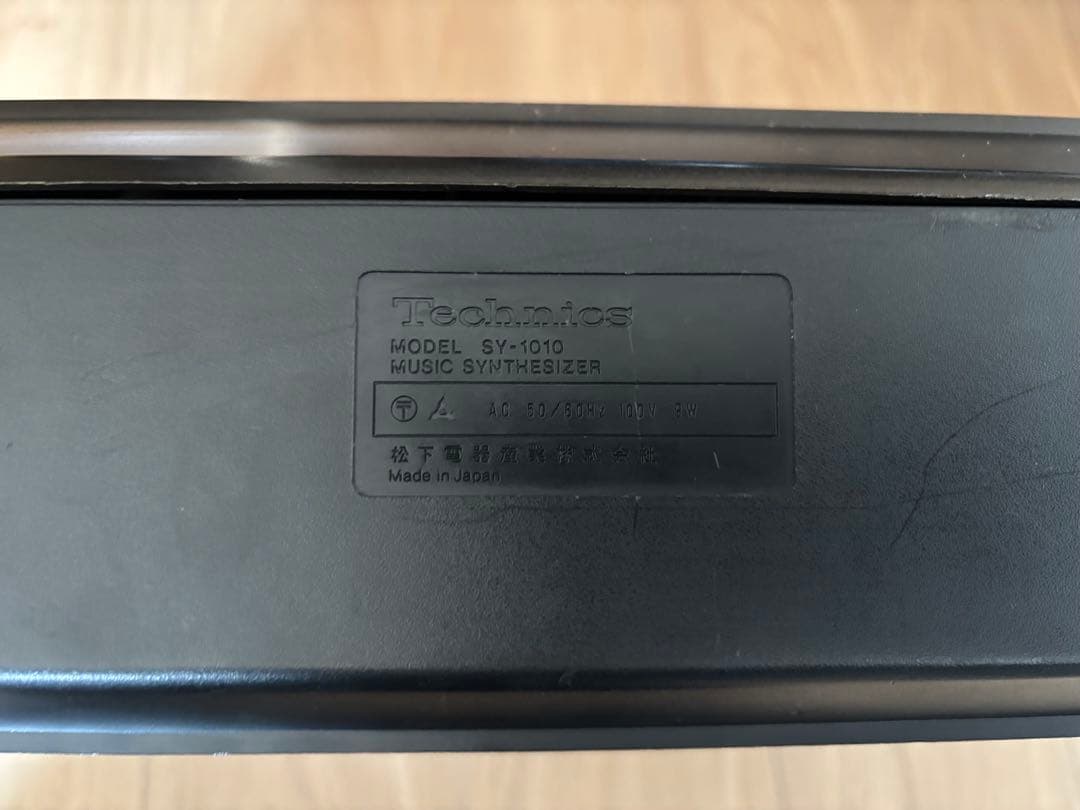 Technics
MODEL SY-1010
MUSIC SYNTHESIZER
〒 AC 50/60Hz 100V
松下電器産業株式会社
Made in Japan